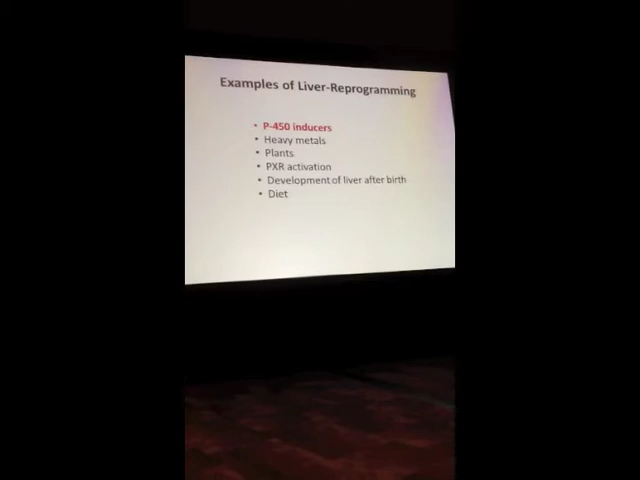 Examples of Liver-Reprogramming
• P-450 inducers
• Heavy metals
• Plants
• PXR activation
• Development of liver after birth
• Diet